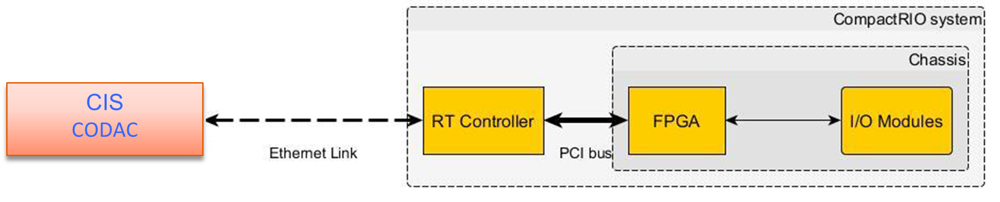 CompactRIO system
Chassis
CIS
CODAC
RT Controller
FPGA
I/O Modules
Ethernet Link
PCI bus